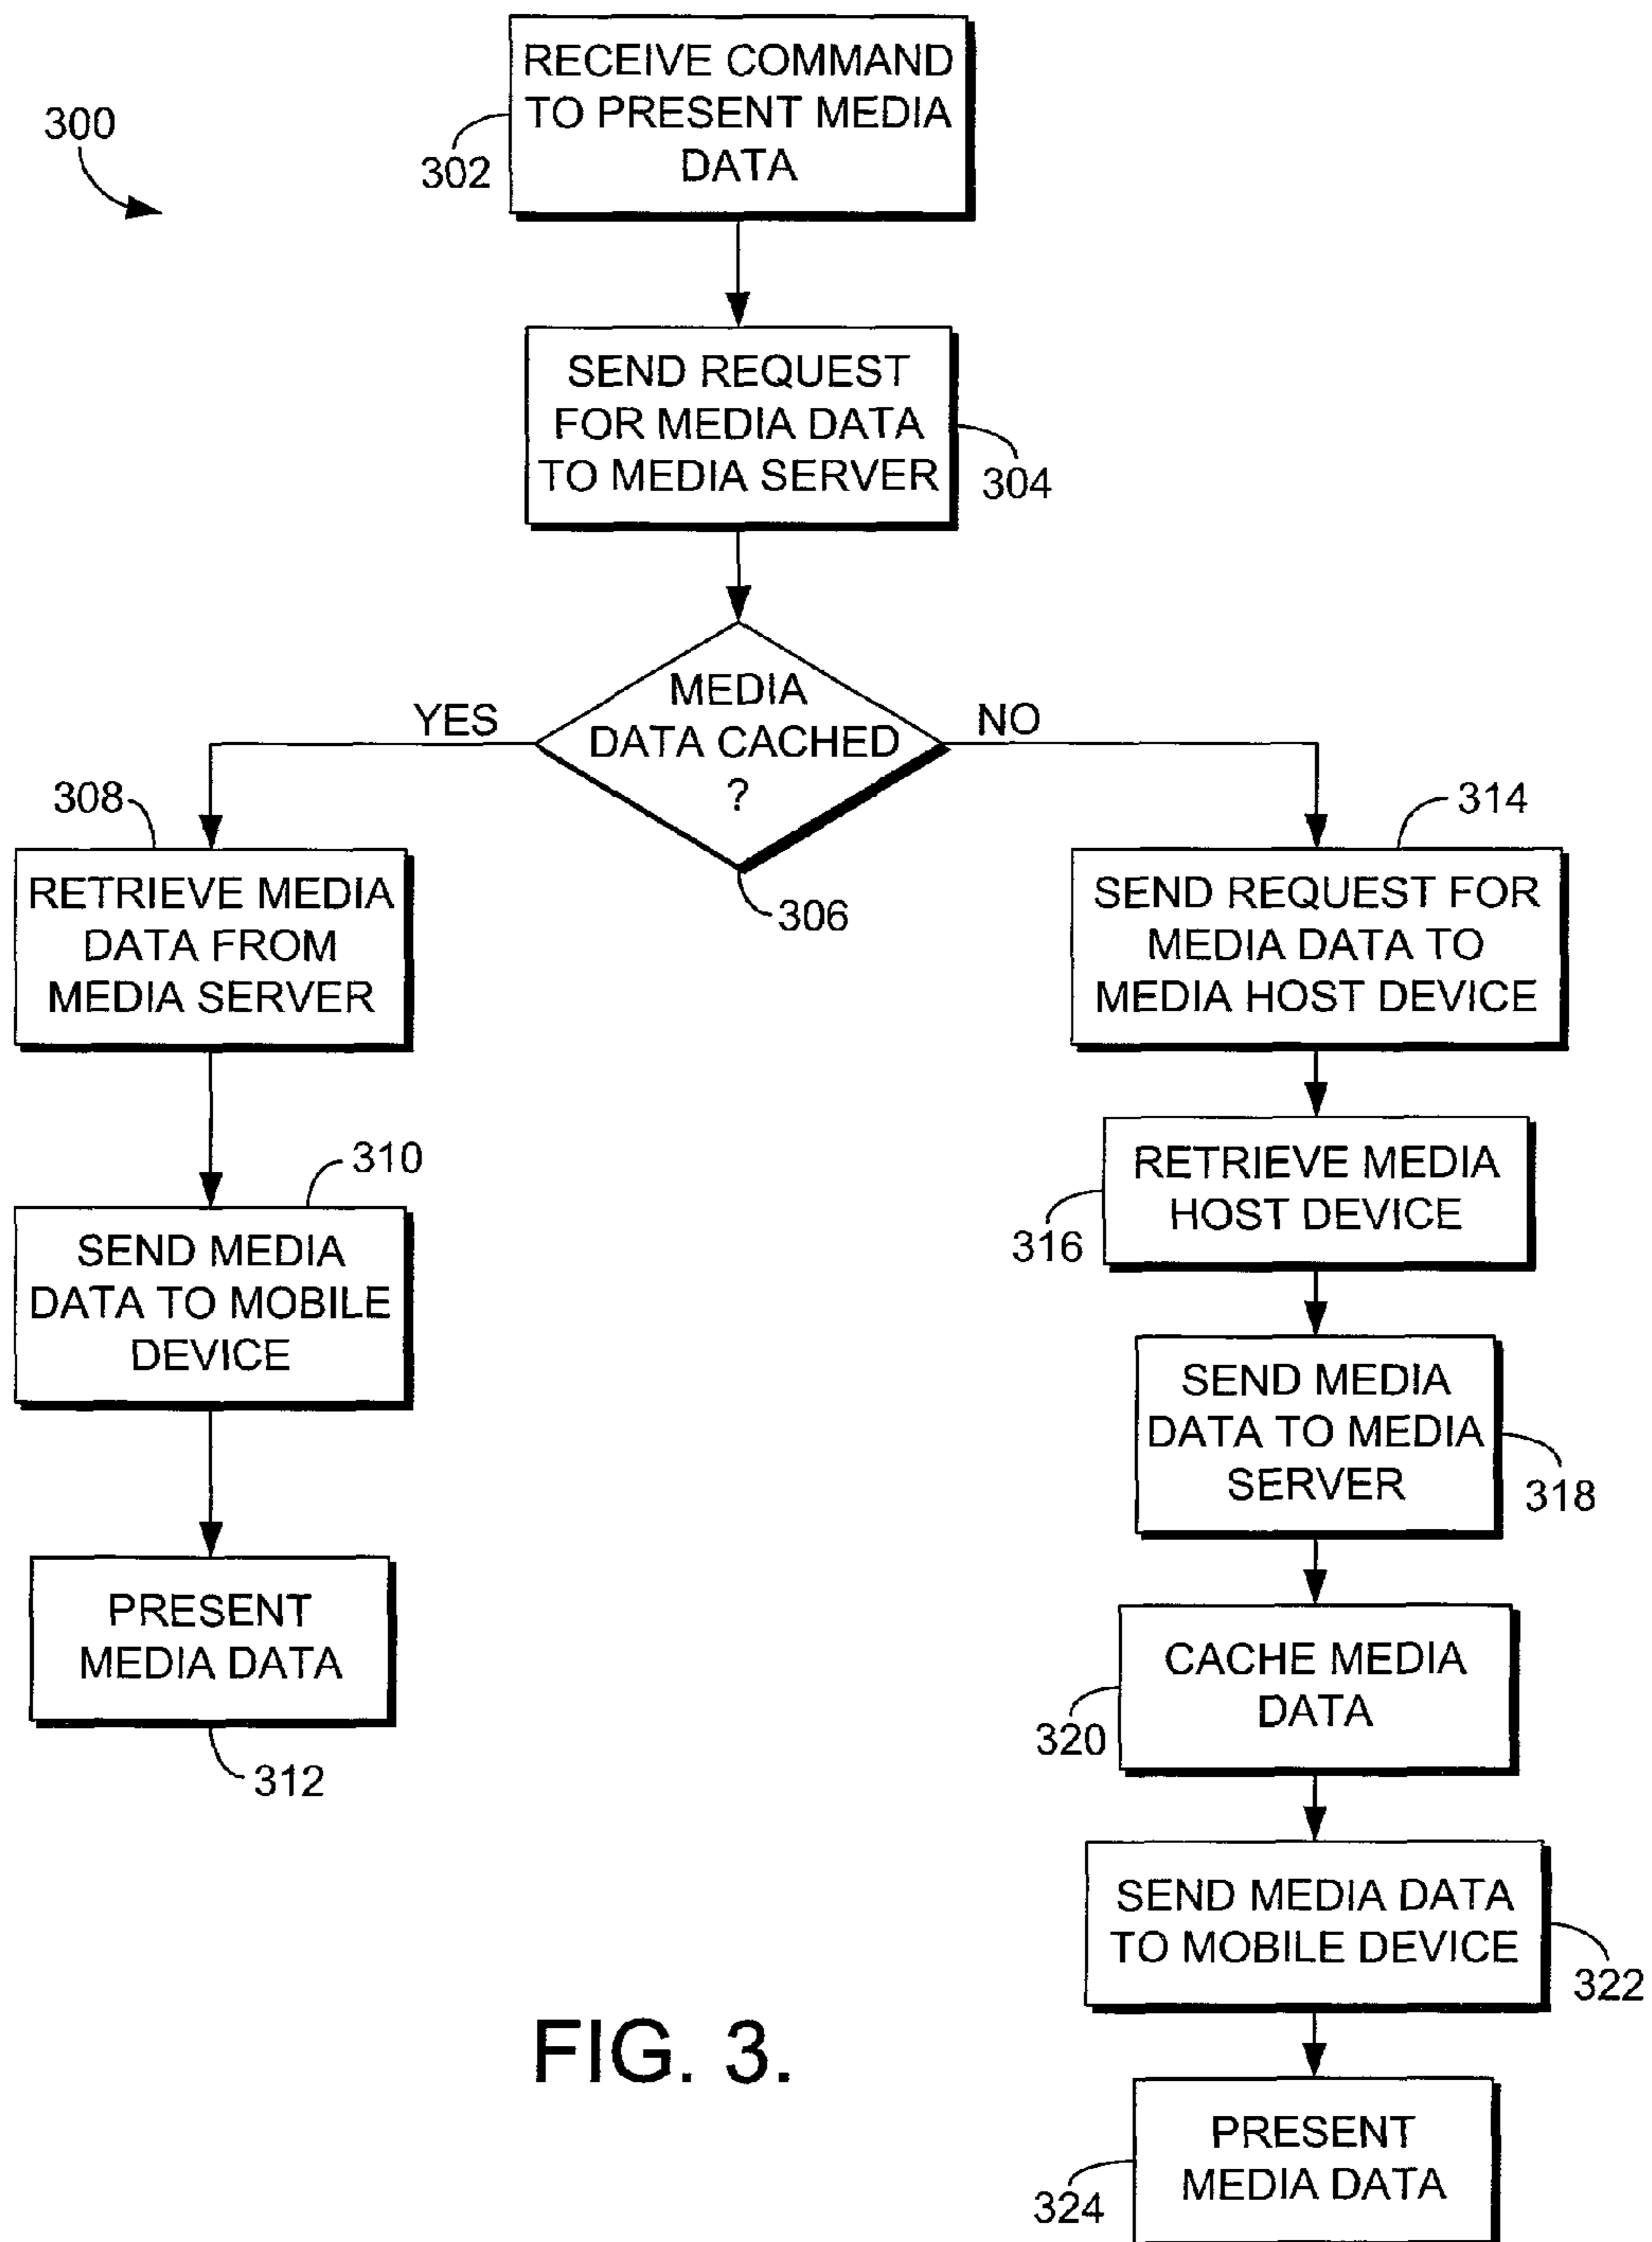 300
RECEIVE COMMAND
TO PRESENT MEDIA
DATA
302
SEND REQUEST
FOR MEDIA DATA
TO MEDIA SERVER
304
MEDIA
DATA CACHED
?
306
YES
NO
308
RETRIEVE MEDIA
DATA FROM
MEDIA SERVER
310
SEND MEDIA
DATA TO MOBILE
DEVICE
PRESENT
MEDIA DATA
312
314
SEND REQUEST FOR
MEDIA DATA TO
MEDIA HOST DEVICE
RETRIEVE MEDIA
HOST DEVICE
316
SEND MEDIA
DATA TO MEDIA
SERVER
318
CACHE MEDIA
DATA
320
SEND MEDIA DATA
TO MOBILE DEVICE
322
PRESENT
MEDIA DATA
324
FIG. 3.